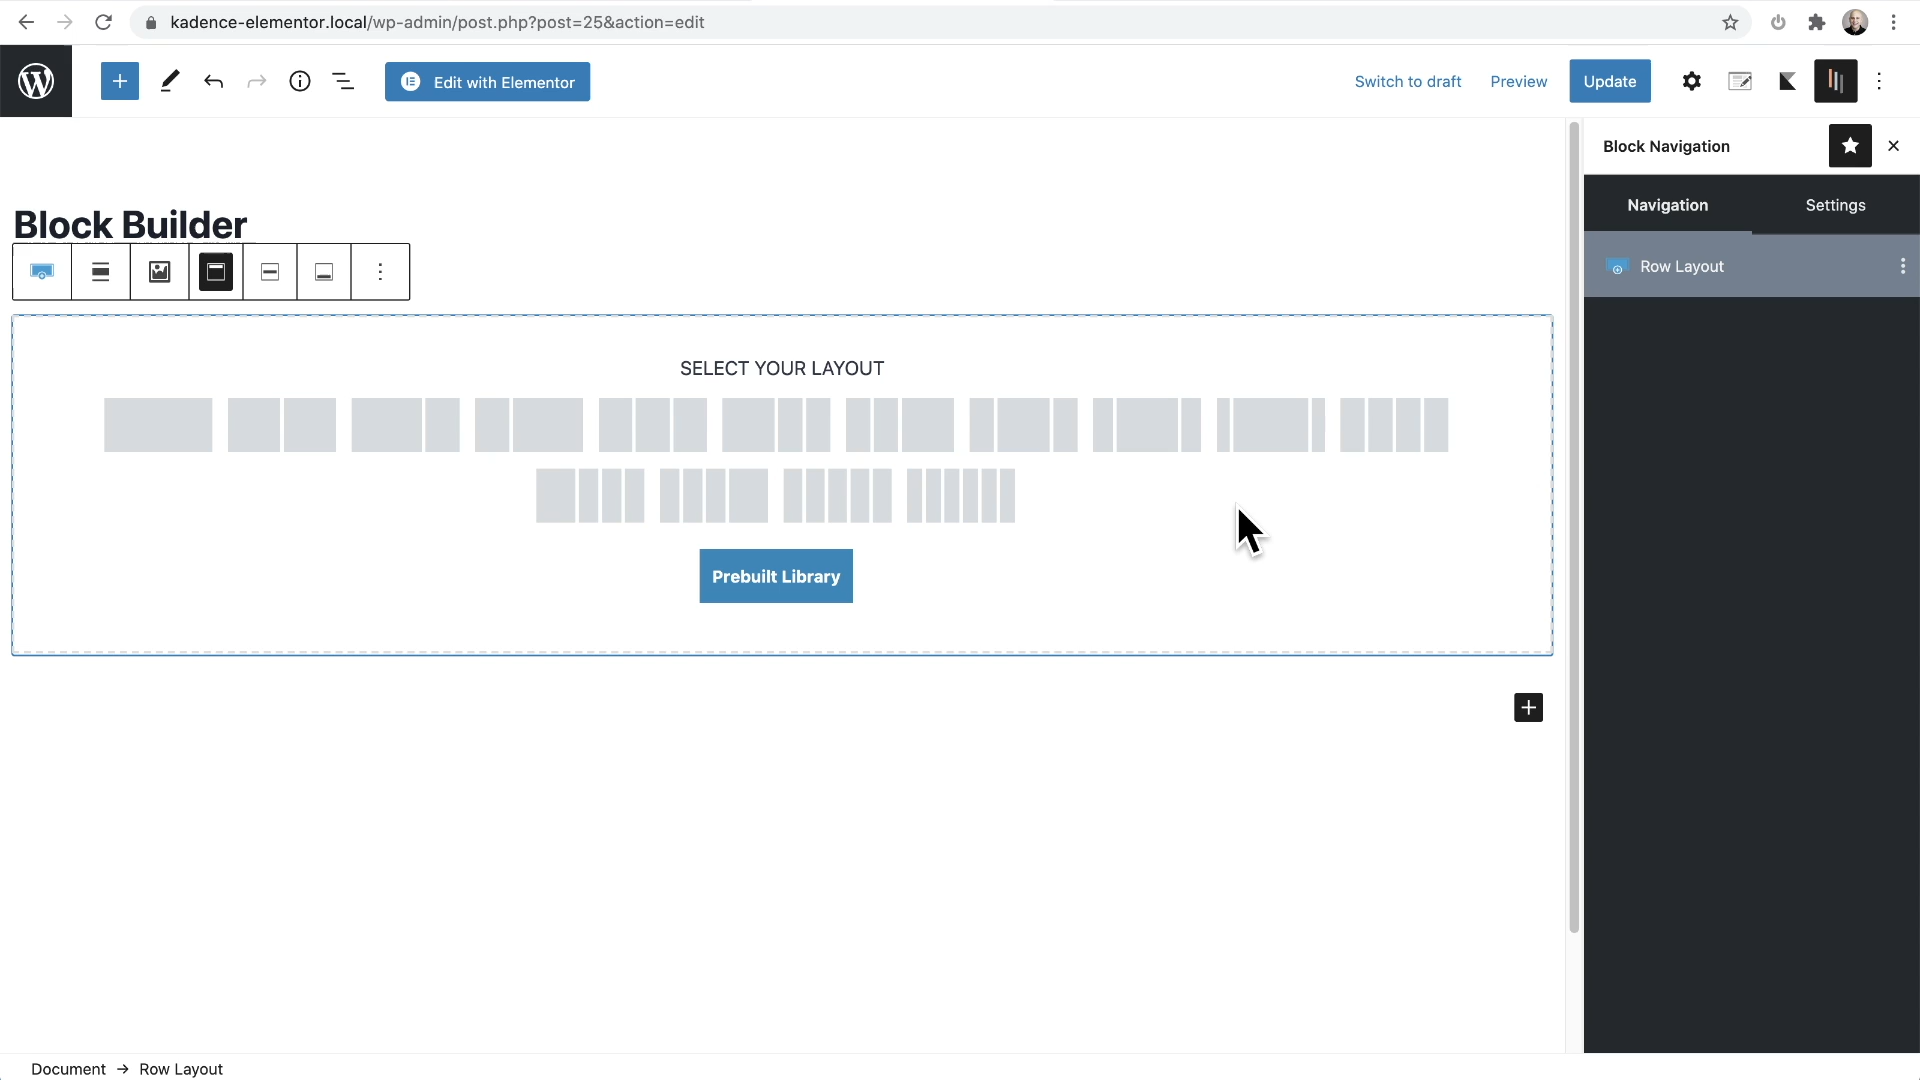 kadence-elementor.local/wp-admin/post.php?post=25&action=edit
Edit with Elementor
Switch to draft
Preview
Update
Block Navigation
Navigation
Settings
Row Layout
Block Builder
SELECT YOUR LAYOUT
Prebuilt Library
Document → Row Layout